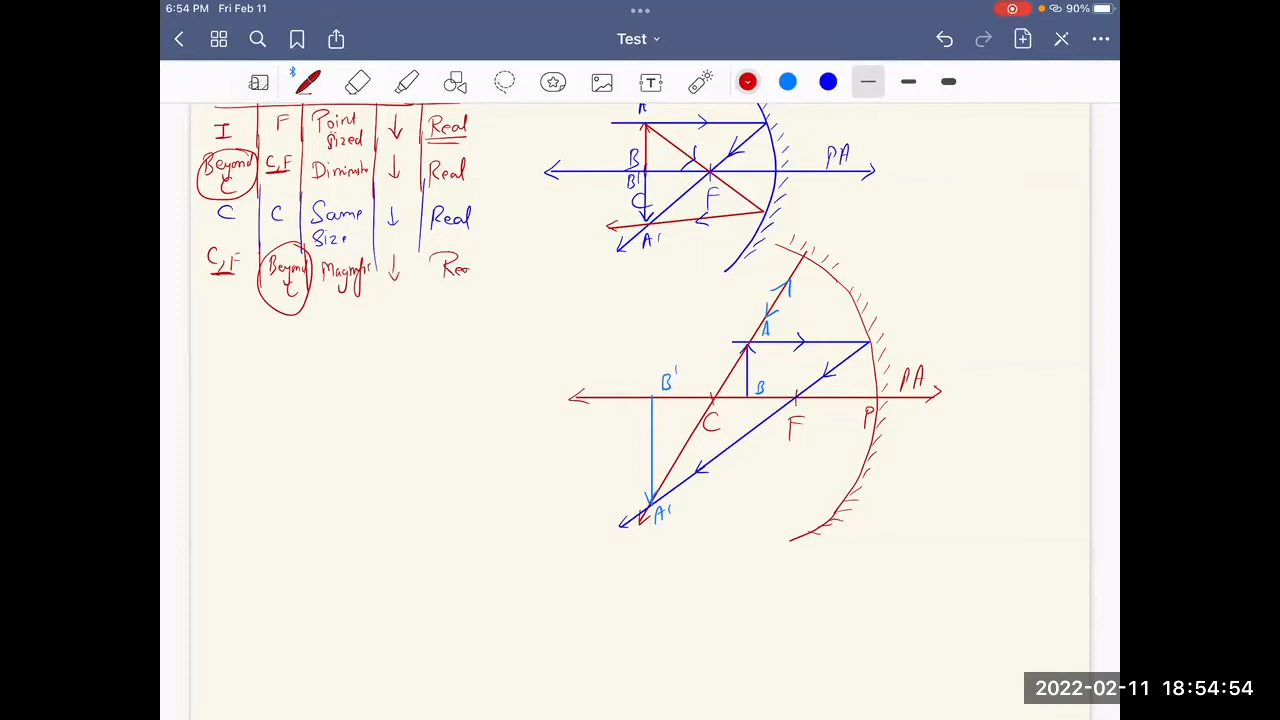 6:54 PM Fri Feb 11
90%
Test
I F Point Sized ↓ Real
Beyond C C,F ↓ Real
C C Same Size ↓ Real
C,F Beyond C ↓
A
B
B'
C
F
A'
PA
A
B'
B
C
F
P
PA
A'
2022-02-11 18:54:54